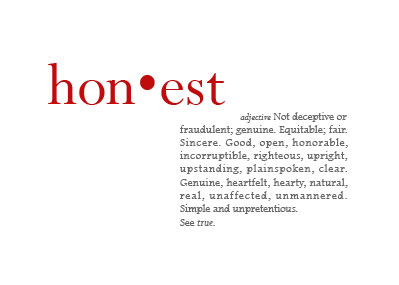 hon•est
adjective Not deceptive or
fraudulent; genuine. Equitable; fair.
Sincere. Good, open, honorable,
incorruptible, righteous, upright,
upstanding, plainspoken, clear.
Genuine, heartfelt, hearty, natural,
real, unaffected, unmannered.
Simple and unpretentious.
See true.